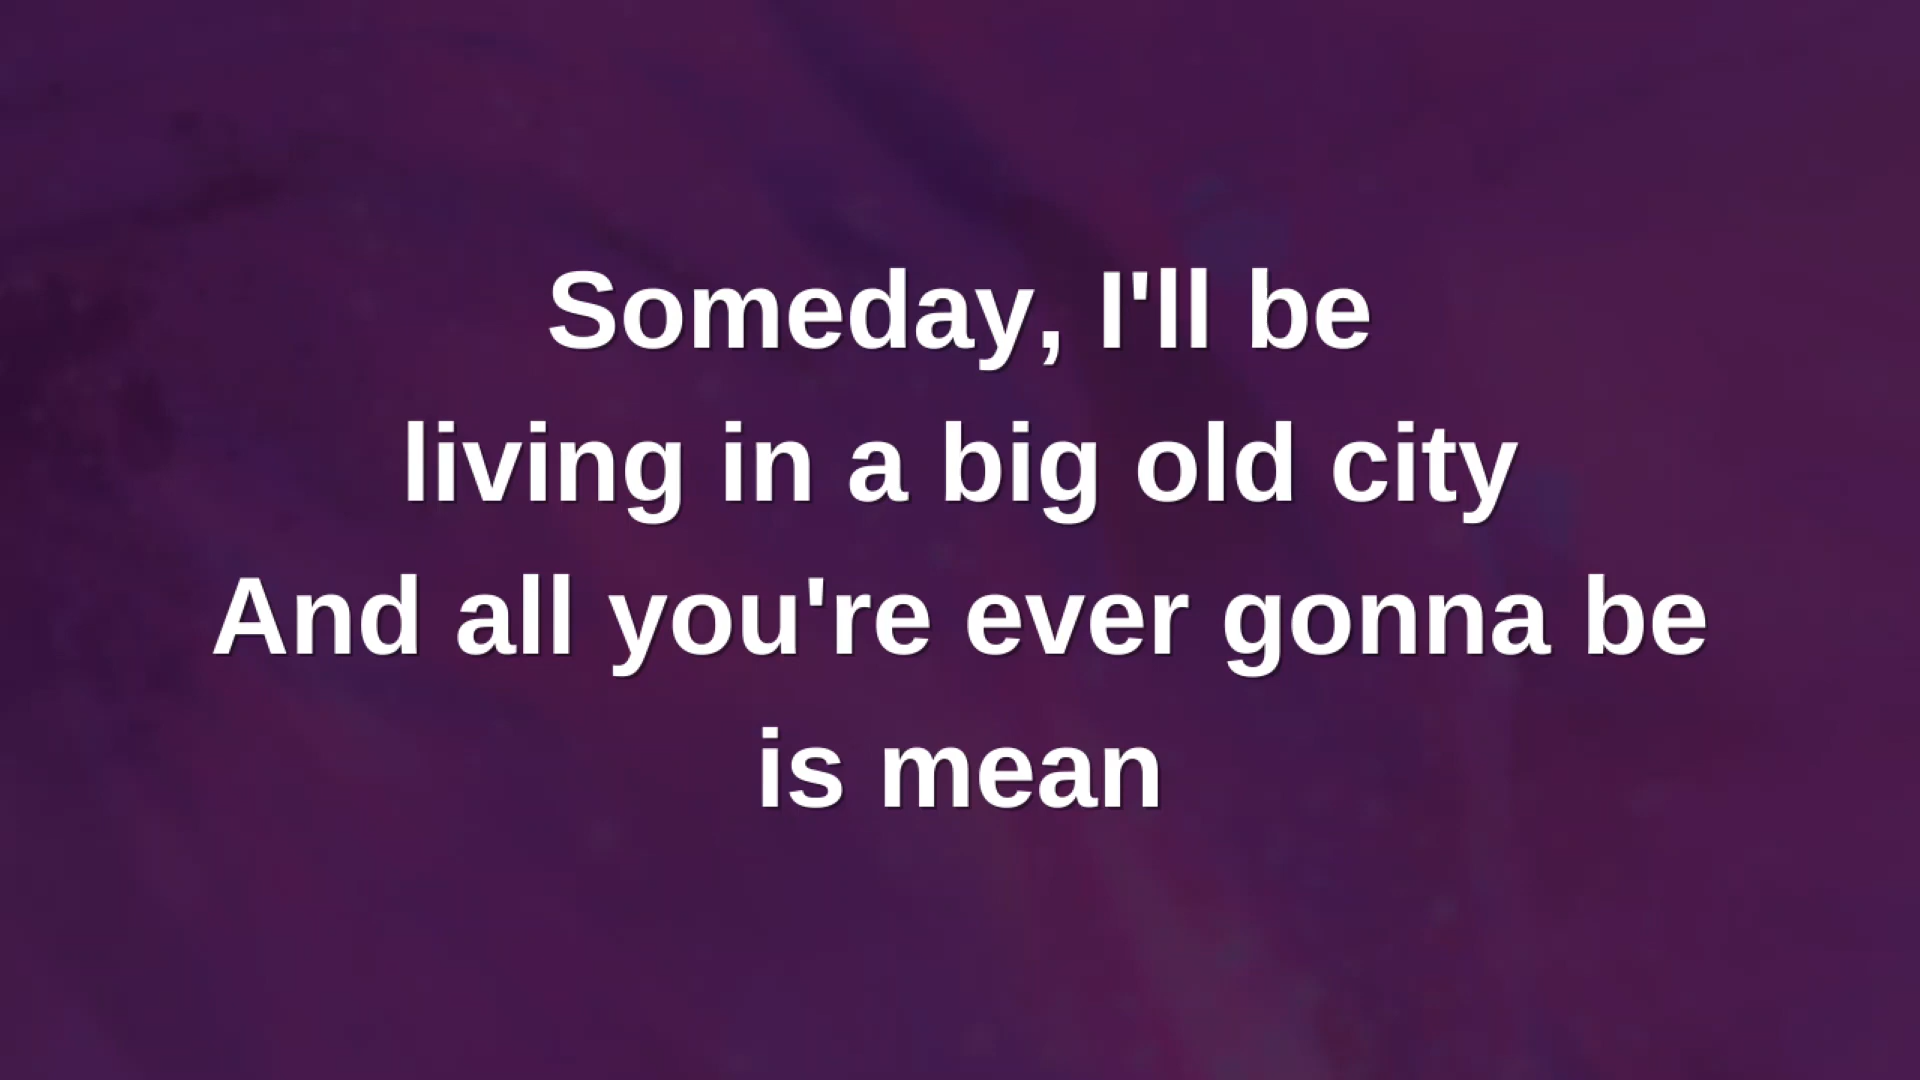 Someday, I'll be
living in a big old city
And all you're ever gonna be
is mean